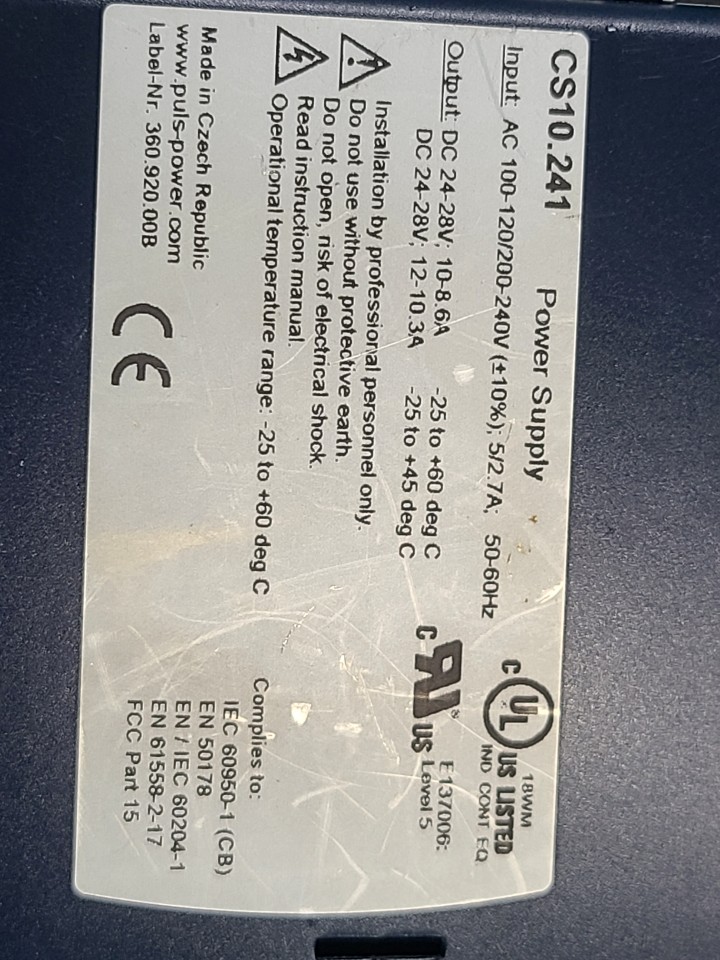 CS10.241 Power Supply
Input: AC 100-120/200-240V (±10%); 5/2.7A; 50-60Hz
Output: DC 24-28V; 10-8.6A -25 to +60 deg C
DC 24-28V; 12-10.3A -25 to +45 deg C
Installation by professional personnel only.
Do not use without protective earth.
Do not open, risk of electrical shock.
Read instruction manual.
Operational temperature range: -25 to +60 deg C
Made in Czech Republic
www.puls-power.com
Label-Nr. 360.920.00B
CE
18WM
C UL US LISTED
IND CONT EQ.
C RU US
E137006:
Level 5
Complies to:
IEC 60950-1 (CB)
EN 50178
EN / IEC 60204-1
EN 61558-2-17
FCC Part 15